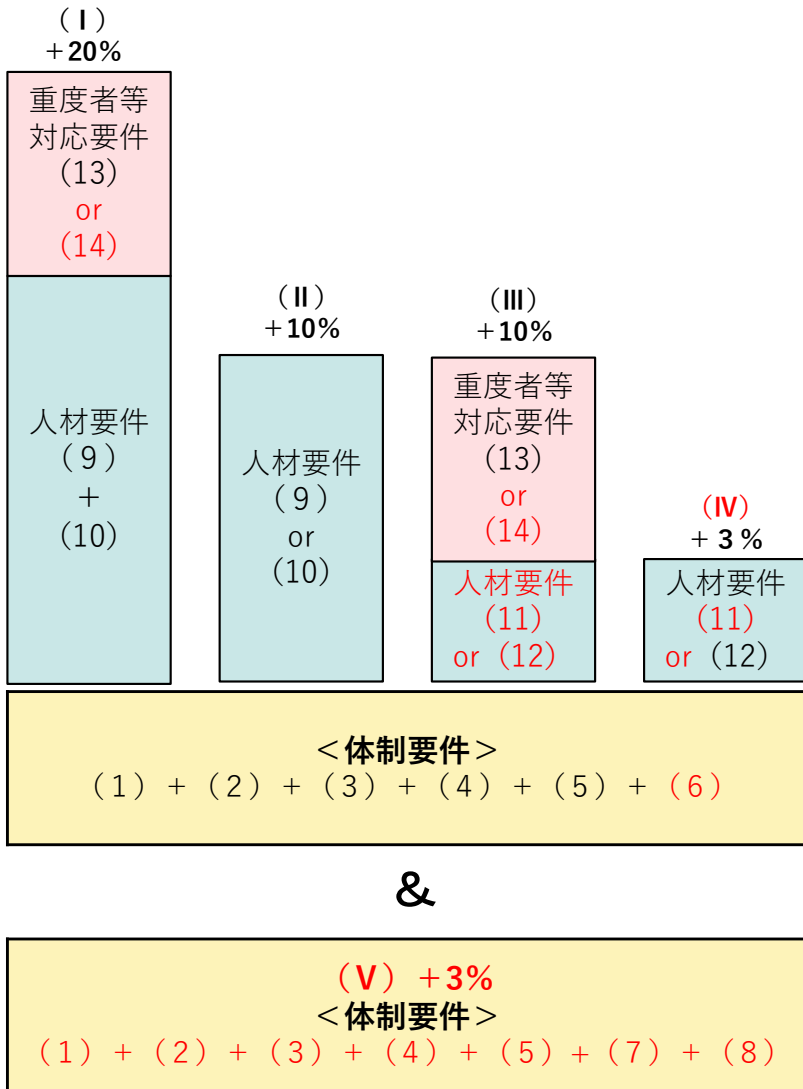 （Ⅰ）
＋20%
重度者等
対応要件
（13）
or
（14）
人材要件
（９）
＋
（10）
（Ⅱ）
＋10%
人材要件
（９）
or
（10）
（Ⅲ）
＋10%
重度者等
対応要件
（13）
or
（14）
人材要件
（11）
or（12）
（Ⅳ）
＋３%
人材要件
（11）
or（12）
＜体制要件＞
（１）＋（２）＋（３）＋（４）＋（５）＋（６）
＆
（Ⅴ）＋3%
＜体制要件＞
（１）＋（２）＋（３）＋（４）＋（５）＋（７）＋（８）